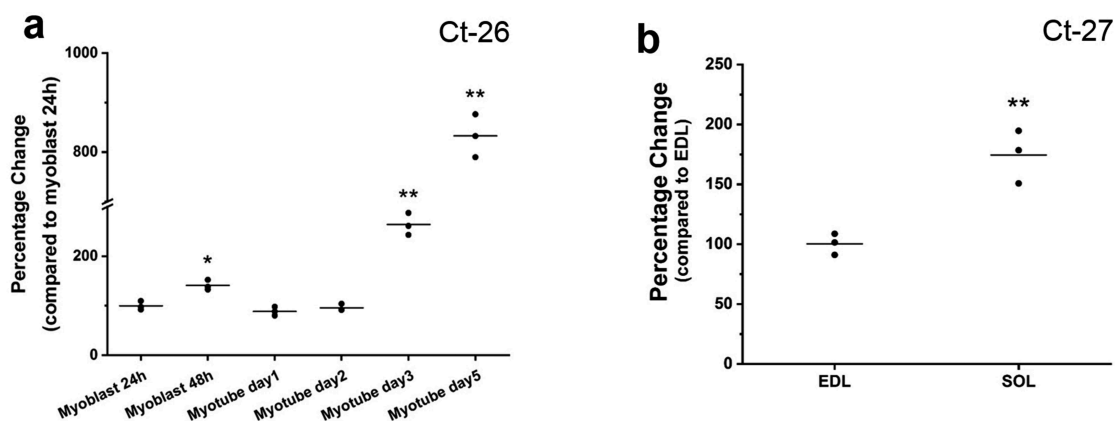 a
Ct-26
Percentage Change
(compared to myoblast 24h)
1000
800
200
0
*
**
**
Myoblast 24h
Myoblast 48h
Myotube day1
Myotube day2
Myotube day3
Myotube day5
b
Ct-27
Percentage Change
(compared to EDL)
250
200
150
100
50
0
**
EDL
SOL